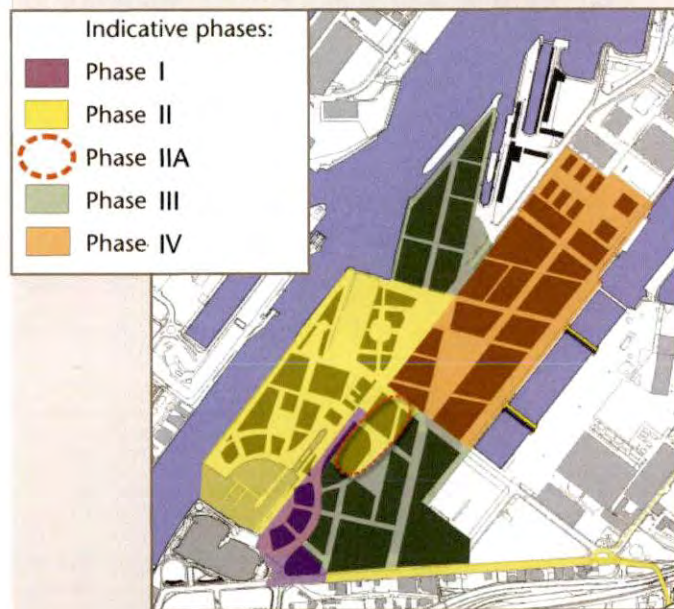 Indicative phases:
Phase I
Phase II
Phase IIA
Phase III
Phase IV